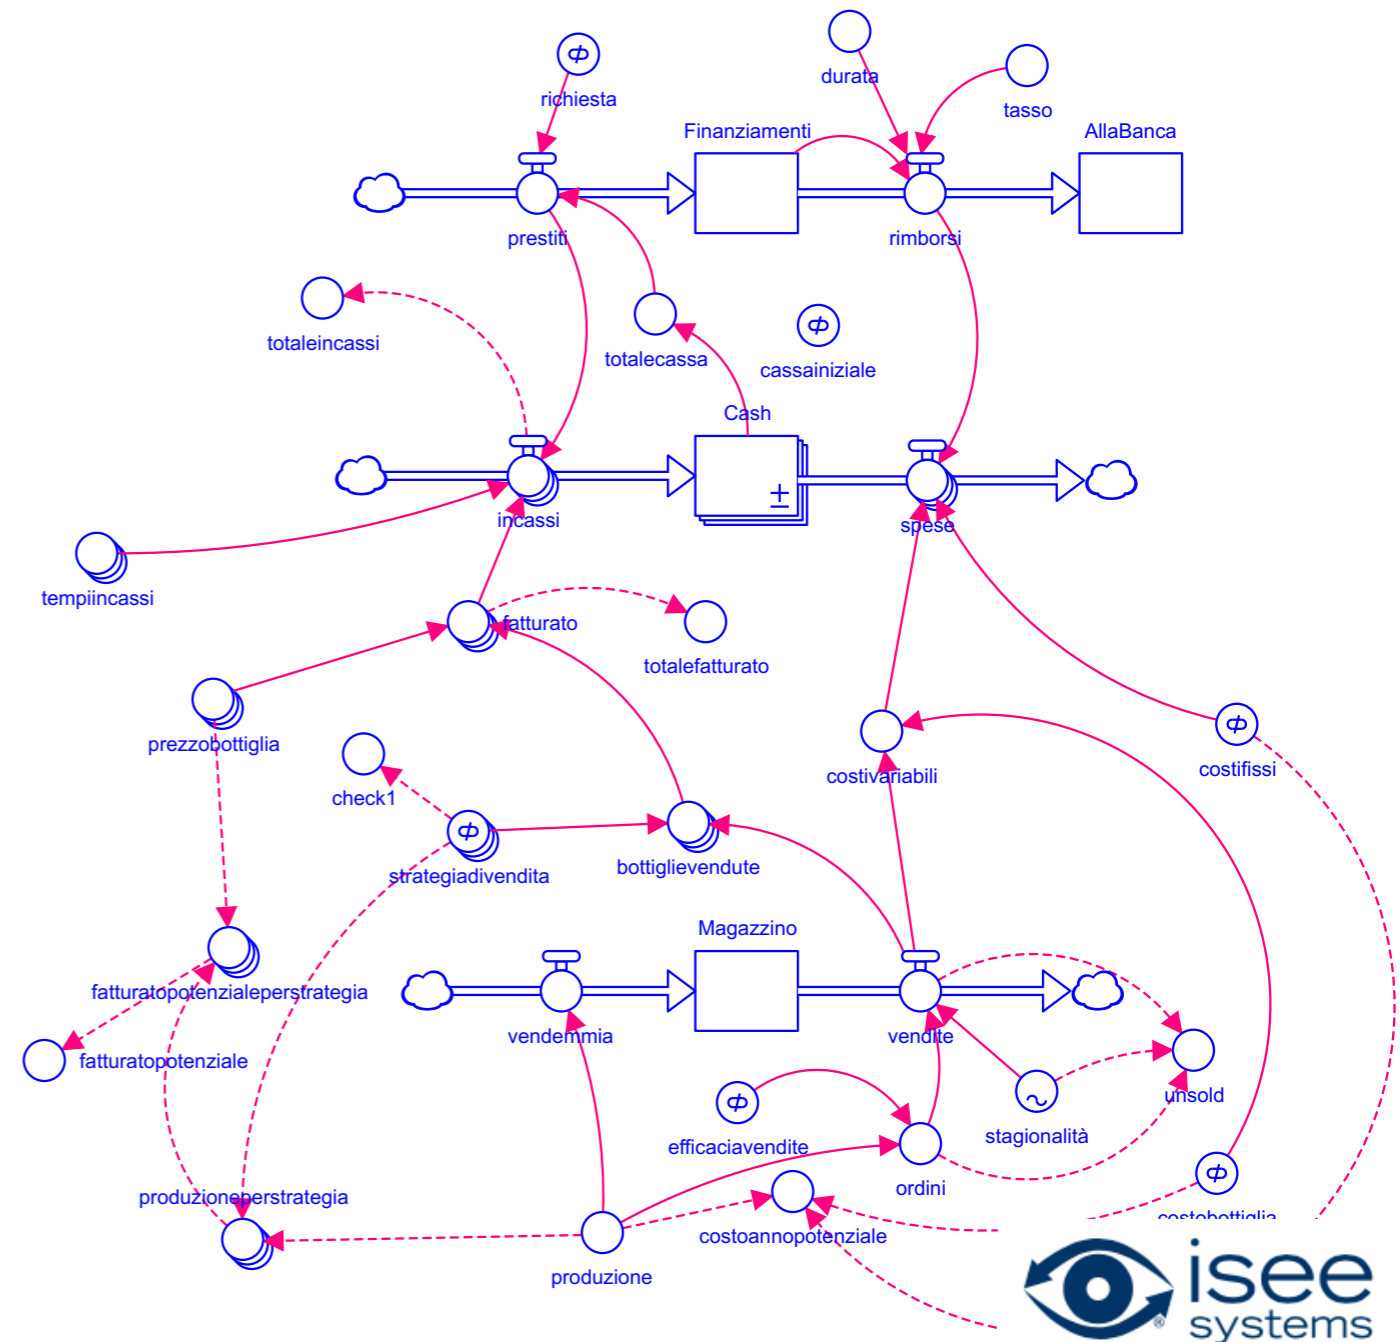 durata
richiesta
tasso
Finanziamenti
AllaBanca
prestiti
rimborsi
totaleincassi
totalecassa
cassainiziale
Cash
incassi
spese
tempiincassi
fatturato
totalefatturato
prezzobottiglia
costivariabili
costifissi
check1
strategiadivendita
bottiglievendute
Magazzino
fatturatopotenzialeperstrategia
vendemmia
vendite
fatturatopotenziale
unsold
efficaciavendite
stagionalità
ordini
produzioneperstrategia
costobottiglia
costoannopotenziale
produzione
isee
systems